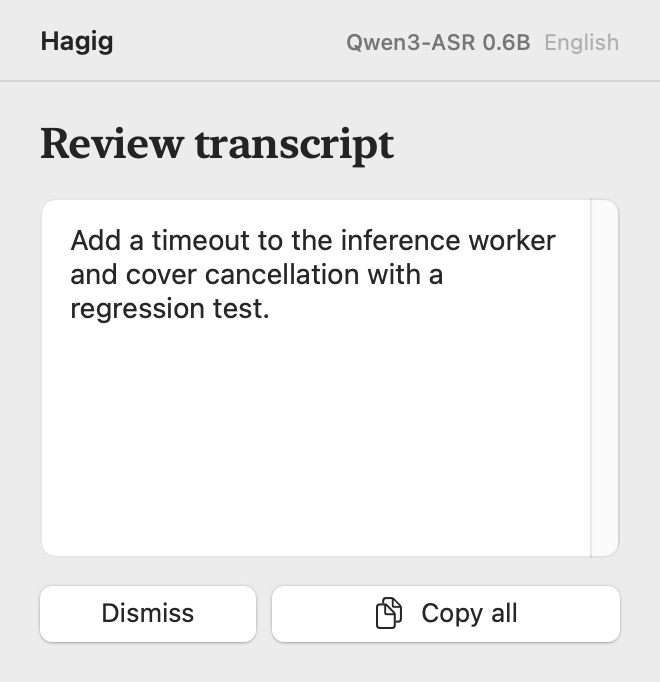 Hagig
Qwen3-ASR 0.6B English
Review transcript
Add a timeout to the inference worker
and cover cancellation with a
regression test.
Dismiss
Copy all